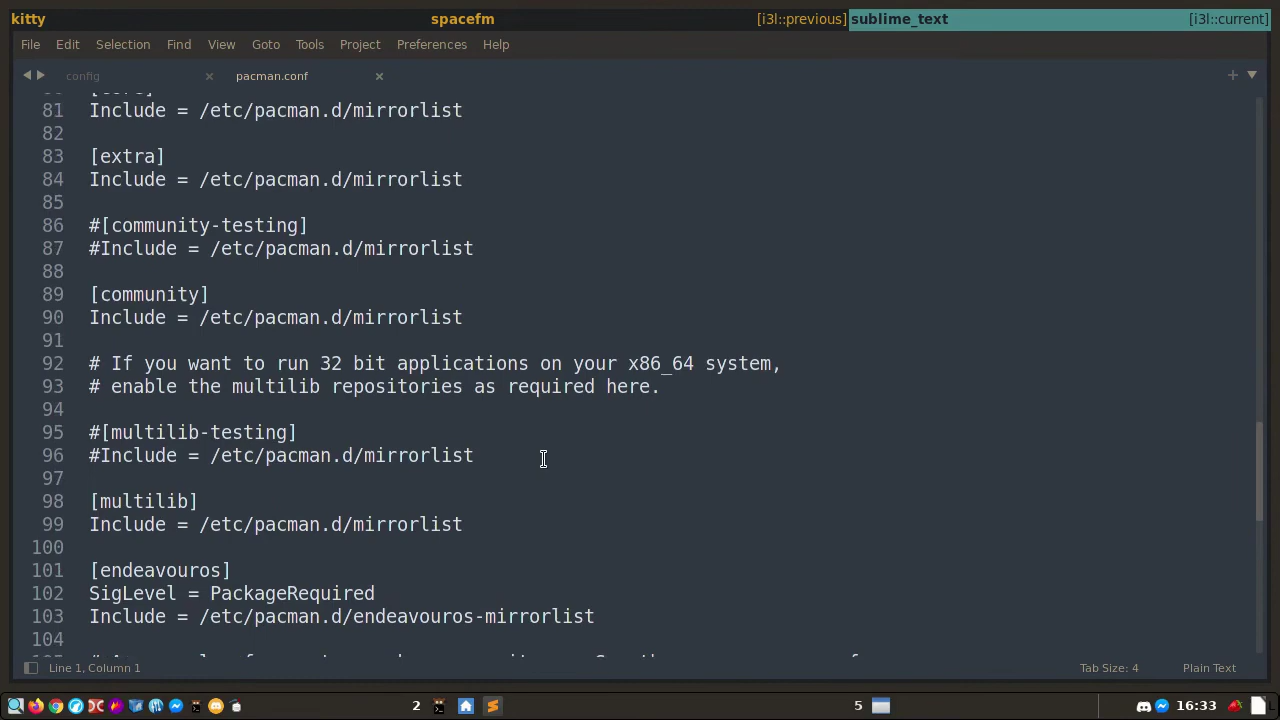 kitty spacefm [i3l::previous] sublime_text [i3l::current]
File Edit Selection Find View Goto Tools Project Preferences Help
config × pacman.conf ×
81 Include = /etc/pacman.d/mirrorlist
82
83 [extra]
84 Include = /etc/pacman.d/mirrorlist
85
86 #[community-testing]
87 #Include = /etc/pacman.d/mirrorlist
88
89 [community]
90 Include = /etc/pacman.d/mirrorlist
91
92 # If you want to run 32 bit applications on your x86_64 system,
93 # enable the multilib repositories as required here.
94
95 #[multilib-testing]
96 #Include = /etc/pacman.d/mirrorlist
97
98 [multilib]
99 Include = /etc/pacman.d/mirrorlist
100
101 [endeavouros]
102 SigLevel = PackageRequired
103 Include = /etc/pacman.d/endeavouros-mirrorlist
104
Line 1, Column 1 Tab Size: 4 Plain Text
2 5 16:33